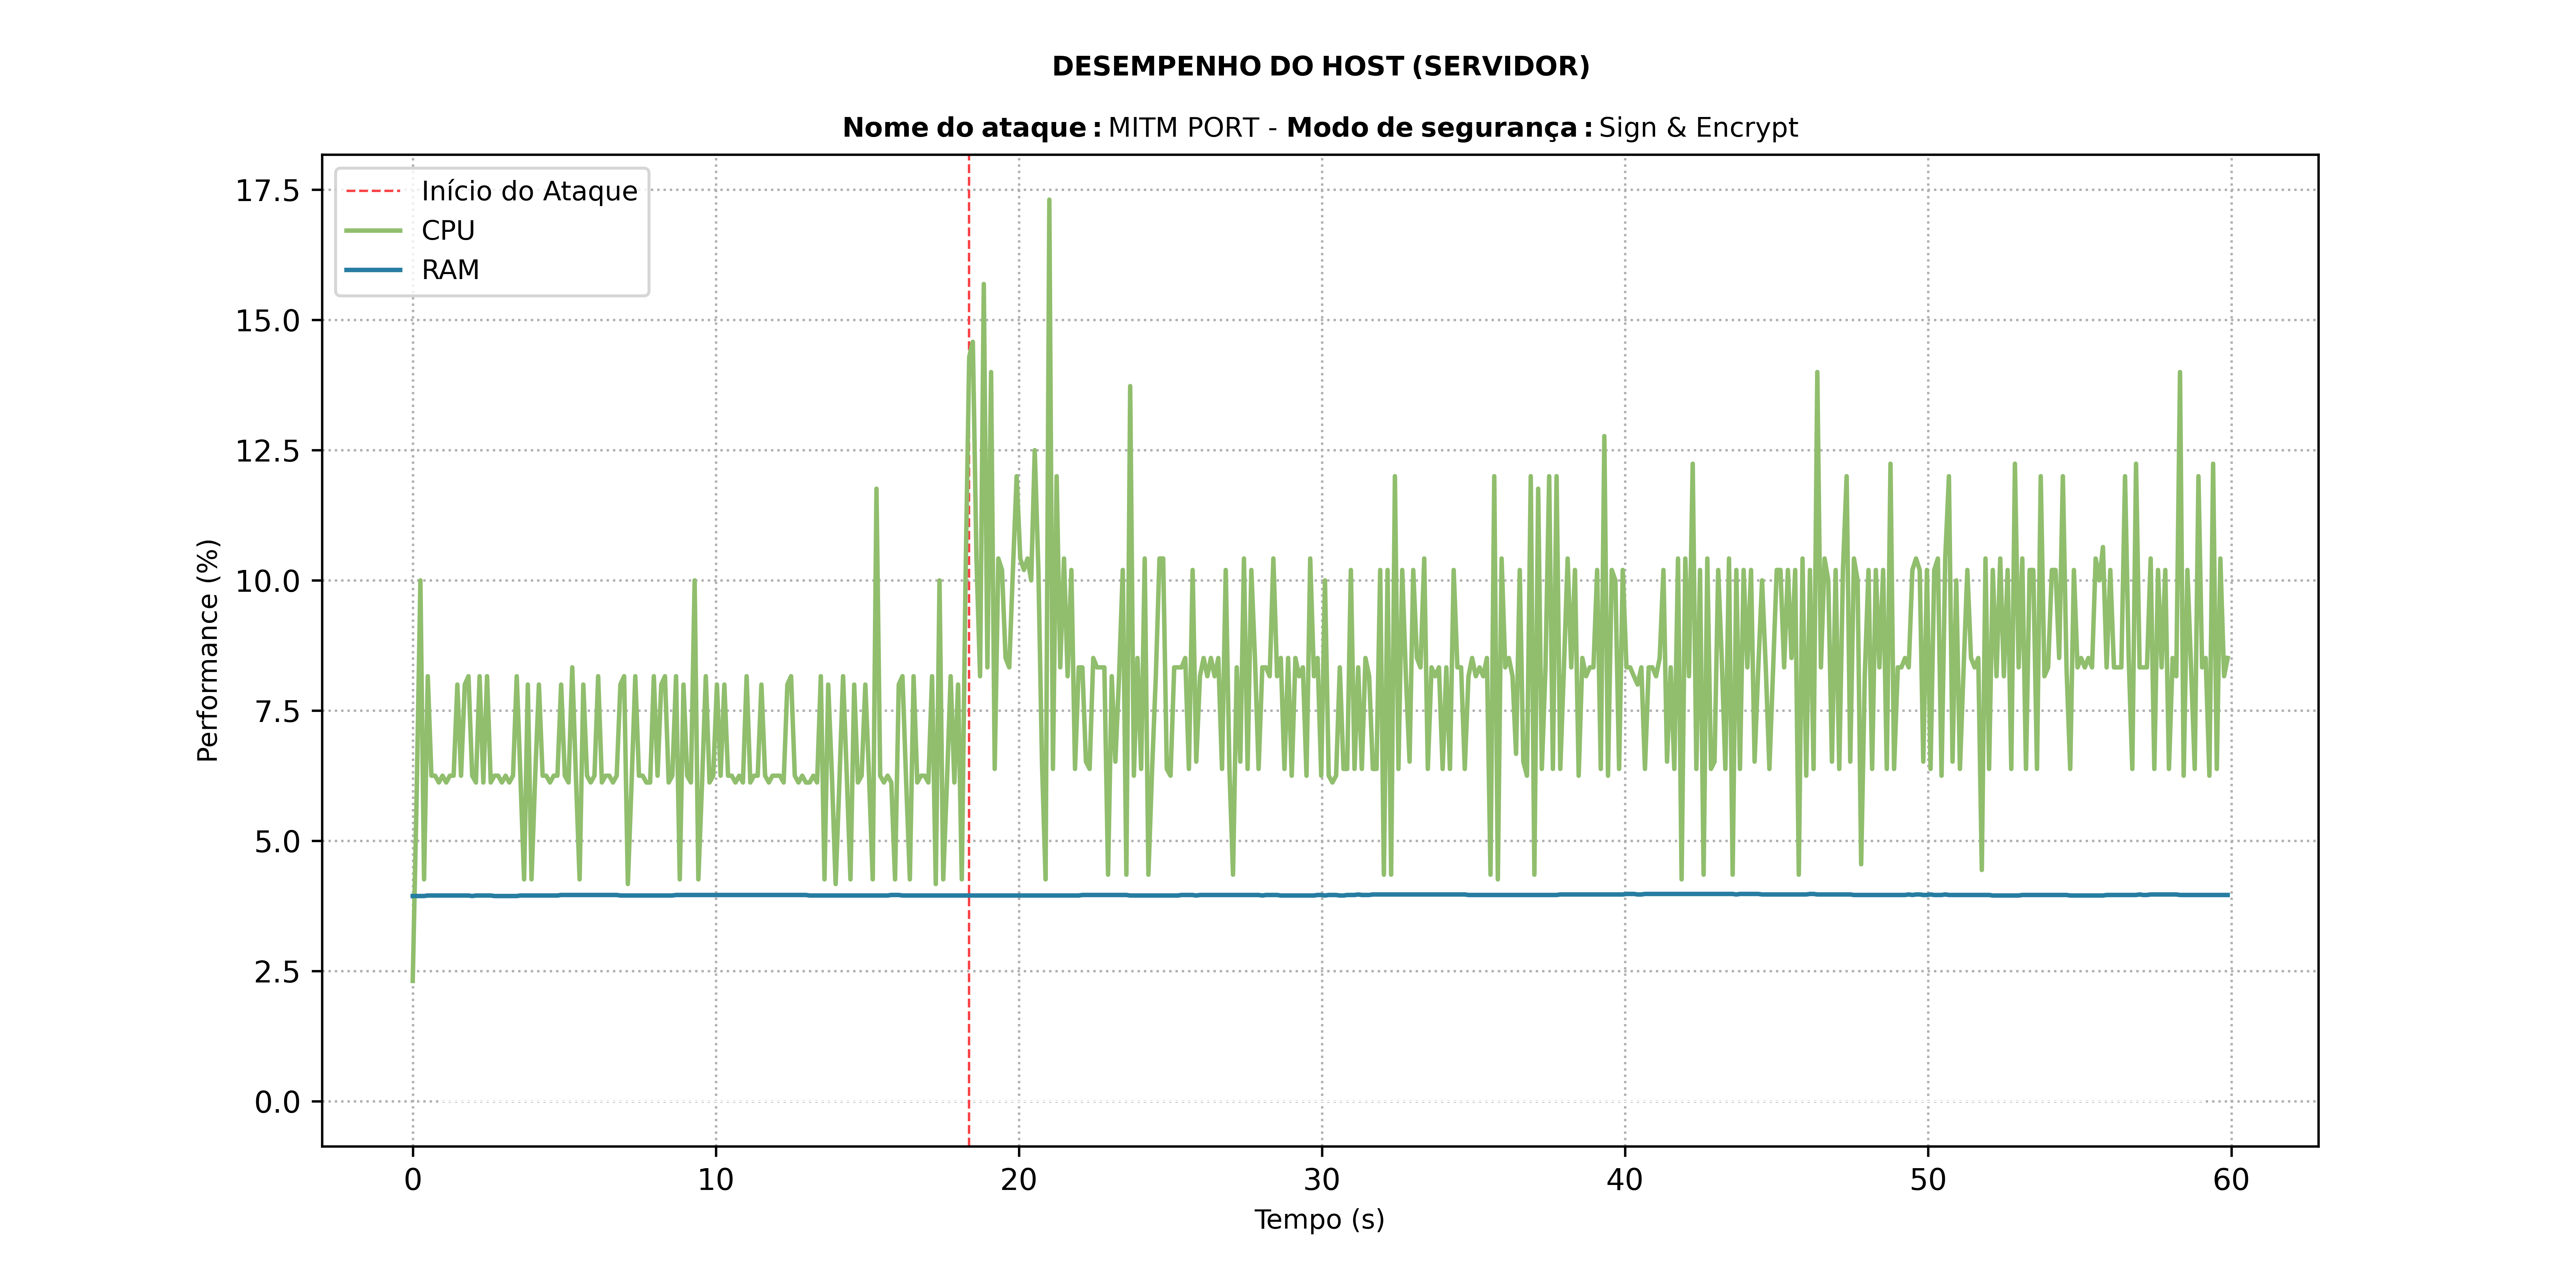 DESEMPENHO DO HOST (SERVIDOR)
Nome do ataque: MITM PORT - Modo de segurança: Sign & Encrypt
Início do Ataque
CPU
RAM
17.5
15.0
12.5
10.0
7.5
5.0
2.5
0.0
Performance (%)
0 10 20 30 40 50 60
Tempo (s)